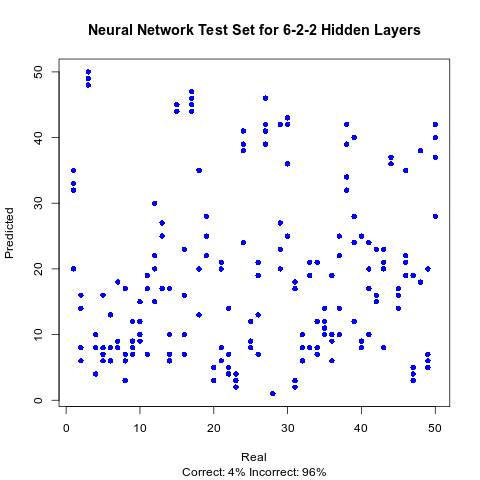 Neural Network Test Set for 6-2-2 Hidden Layers
Predicted
50
40
30
20
10
0
0 10 20 30 40 50
Real
Correct: 4% Incorrect: 96%